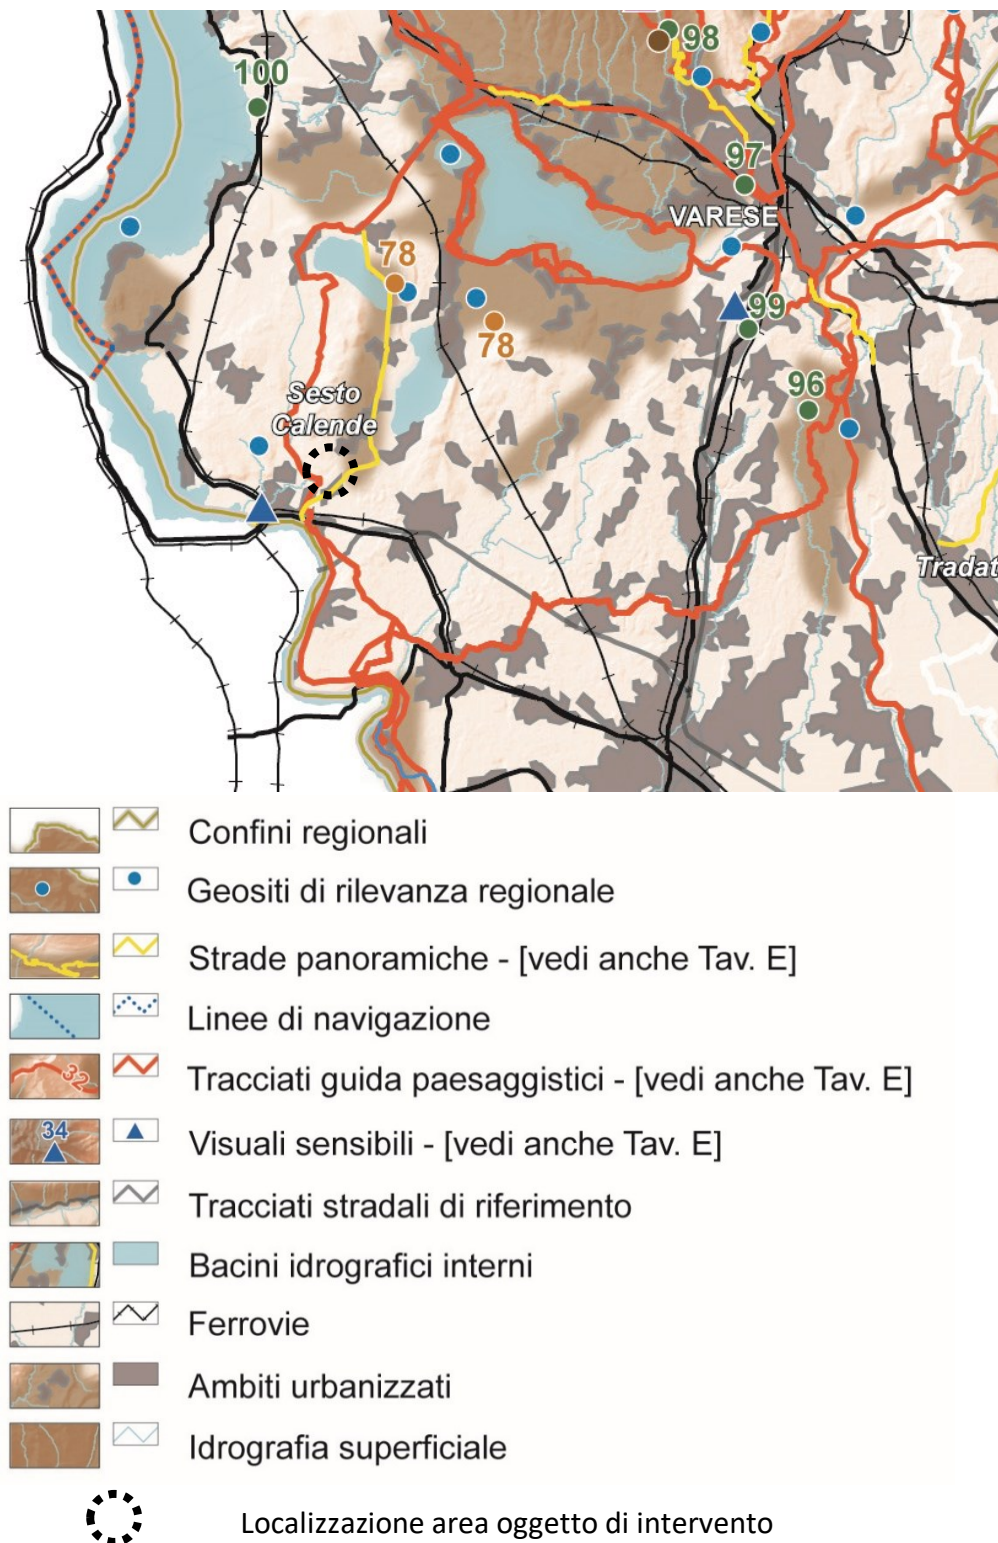 98
100
97
VARESE
78
99
78
Sesto
Calende
96
Tradat
Confini regionali
Geositi di rilevanza regionale
Strade panoramiche - [vedi anche Tav. E]
Linee di navigazione
32
Tracciati guida paesaggistici - [vedi anche Tav. E]
34
Visuali sensibili - [vedi anche Tav. E]
Tracciati stradali di riferimento
Bacini idrografici interni
Ferrovie
Ambiti urbanizzati
Idrografia superficiale
Localizzazione area oggetto di intervento